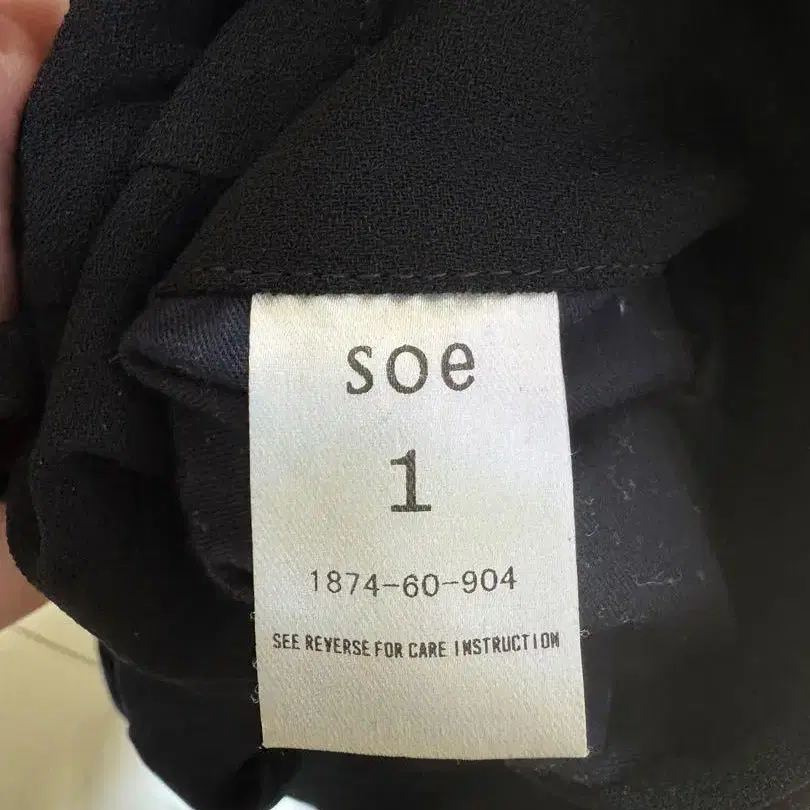 soe
1
1874-60-904
SEE REVERSE FOR CARE INSTRUCTION